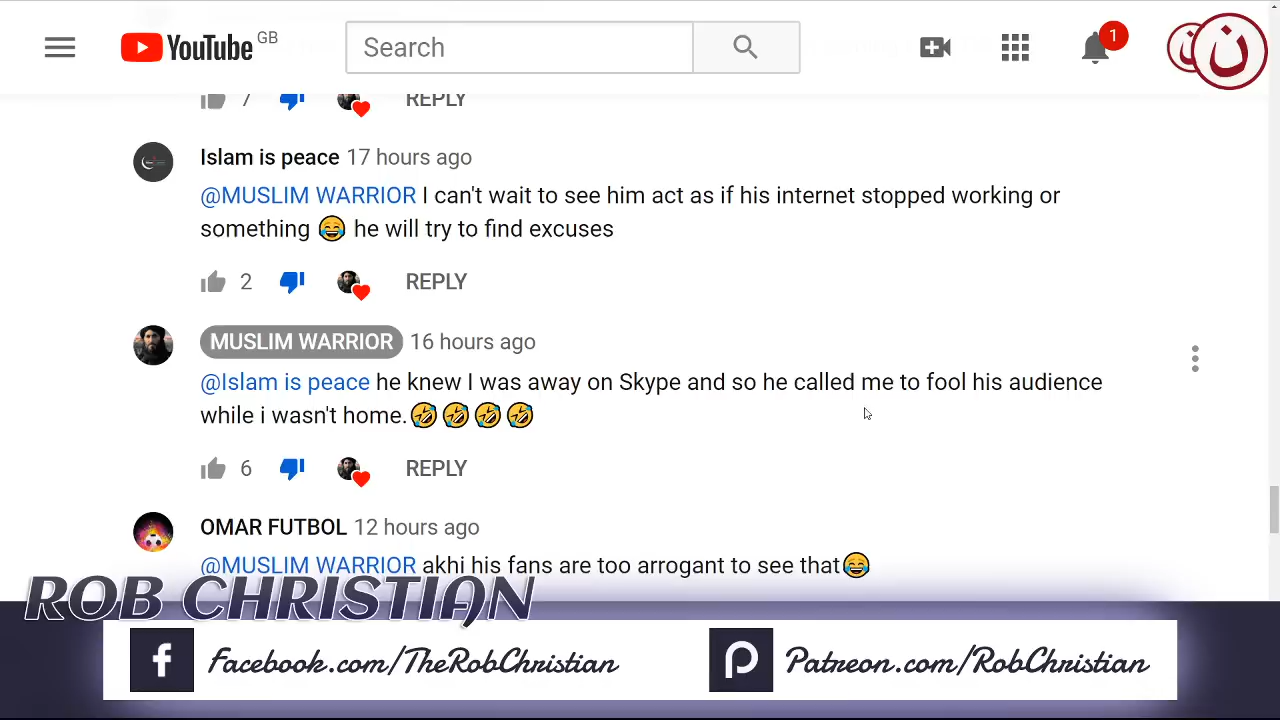 YouTube GB
Search
1
ن ن
7 REPLY
Islam is peace 17 hours ago
@MUSLIM WARRIOR I can't wait to see him act as if his internet stopped working or
something 😂 he will try to find excuses
2 REPLY
MUSLIM WARRIOR 16 hours ago
@Islam is peace he knew I was away on Skype and so he called me to fool his audience
while i wasn't home.🤣🤣🤣🤣
6 REPLY
OMAR FUTBOL 12 hours ago
@MUSLIM WARRIOR akhi his fans are too arrogant to see that😂
ROB CHRISTIAN
Facebook.com/TheRobChristian
Patreon.com/RobChristian